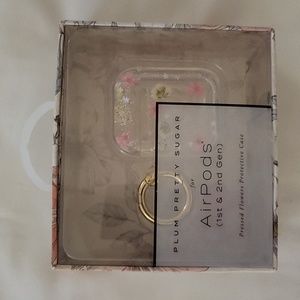 PLUM PRETTY SUGAR
for
AirPods
(1st & 2nd Gen)
Pressed Flowers Protective Case